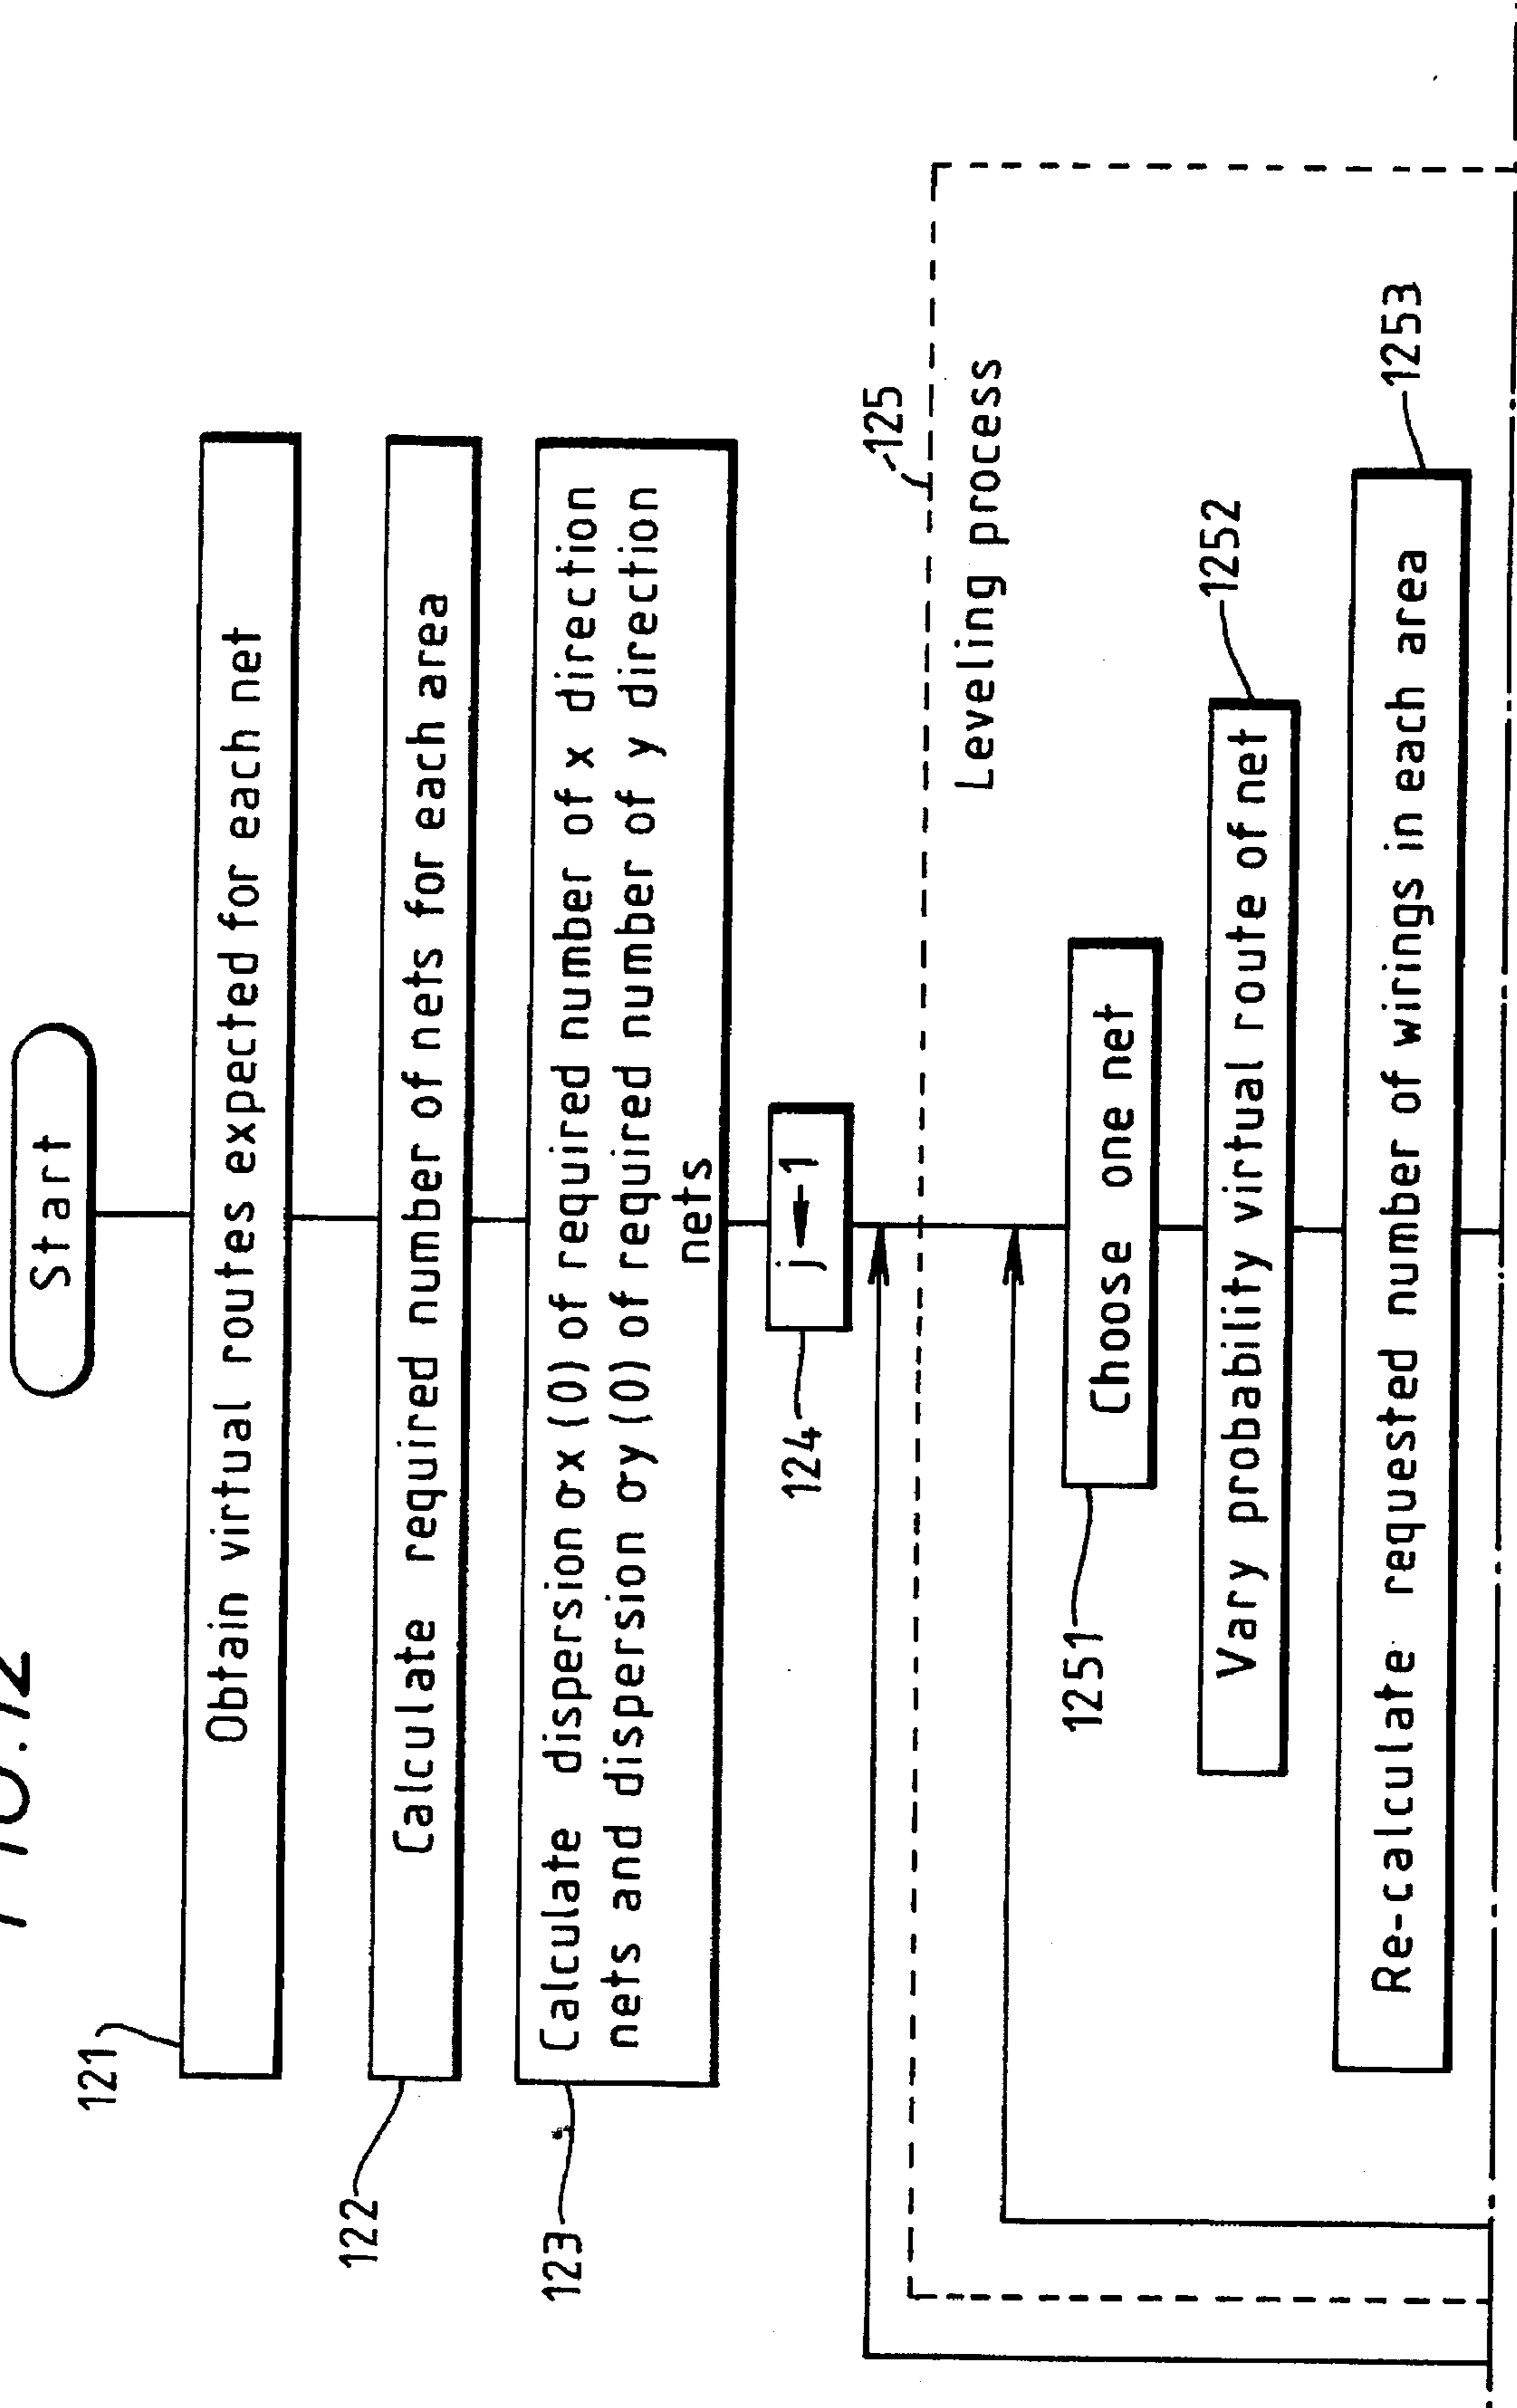 FIG. 12
Start
121
Obtain virtual routes expected for each net
122
Calculate required number of nets for each area
123
Calculate dispersion σx (0) of required number of x direction
nets and dispersion σy (0) of required number of y direction
nets
124
j ← 1
125
Leveling process
1251
Choose one net
1252
Vary probability virtual route of net
1253
Re-calculate requested number of wirings in each area